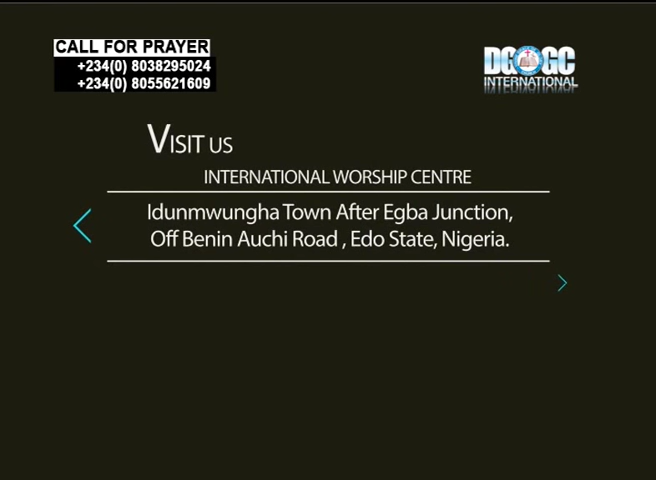 CALL FOR PRAYER
+234(0) 8038295024
+234(0) 8055621609
DGOGC
INTERNATIONAL
VISIT US
INTERNATIONAL WORSHIP CENTRE
Idunmwungha Town After Egba Junction,
Off Benin Auchi Road , Edo State, Nigeria.